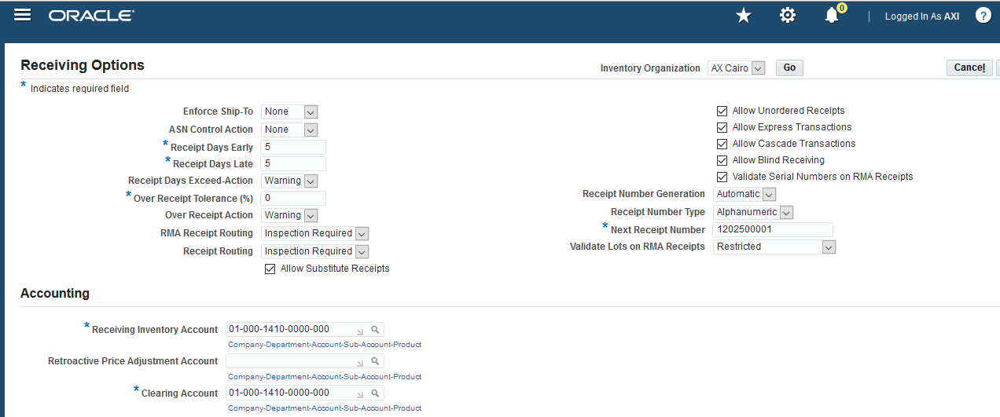 ORACLE
0
Logged In As AXI
?
Receiving Options
Inventory Organization AX Cairo Go Cancel
* Indicates required field
Enforce Ship-To None
ASN Control Action None
* Receipt Days Early 5
* Receipt Days Late 5
Receipt Days Exceed-Action Warning
* Over Receipt Tolerance (%) 0
Over Receipt Action Warning
RMA Receipt Routing Inspection Required
Receipt Routing Inspection Required
Allow Substitute Receipts
Allow Unordered Receipts
Allow Express Transactions
Allow Cascade Transactions
Allow Blind Receiving
Validate Serial Numbers on RMA Receipts
Receipt Number Generation Automatic
Receipt Number Type Alphanumeric
* Next Receipt Number 1202500001
Validate Lots on RMA Receipts Restricted
Accounting
* Receiving Inventory Account 01-000-1410-0000-000
Company-Department-Account-Sub-Account-Product
Retroactive Price Adjustment Account
Company-Department-Account-Sub-Account-Product
* Clearing Account 01-000-1410-0000-000
Company-Department-Account-Sub-Account-Product